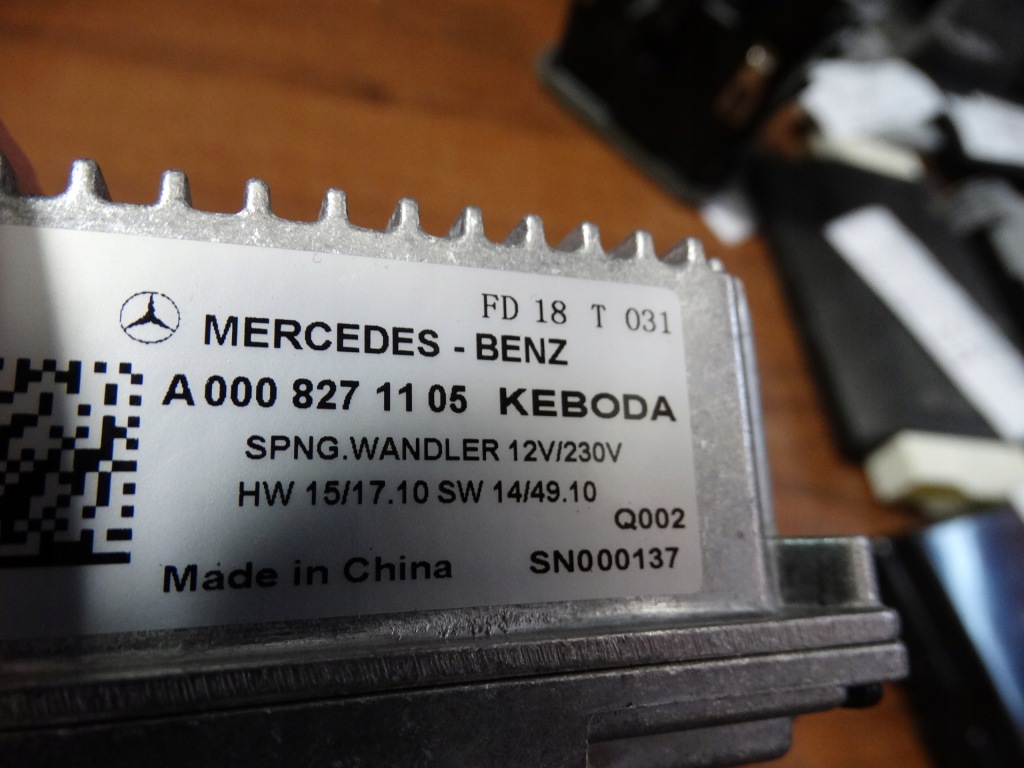 FD 18 T 031
MERCEDES - BENZ
A 000 827 11 05 KEBODA
SPNG.WANDLER 12V/230V
HW 15/17.10 SW 14/49.10
Q002
Made in China SN000137